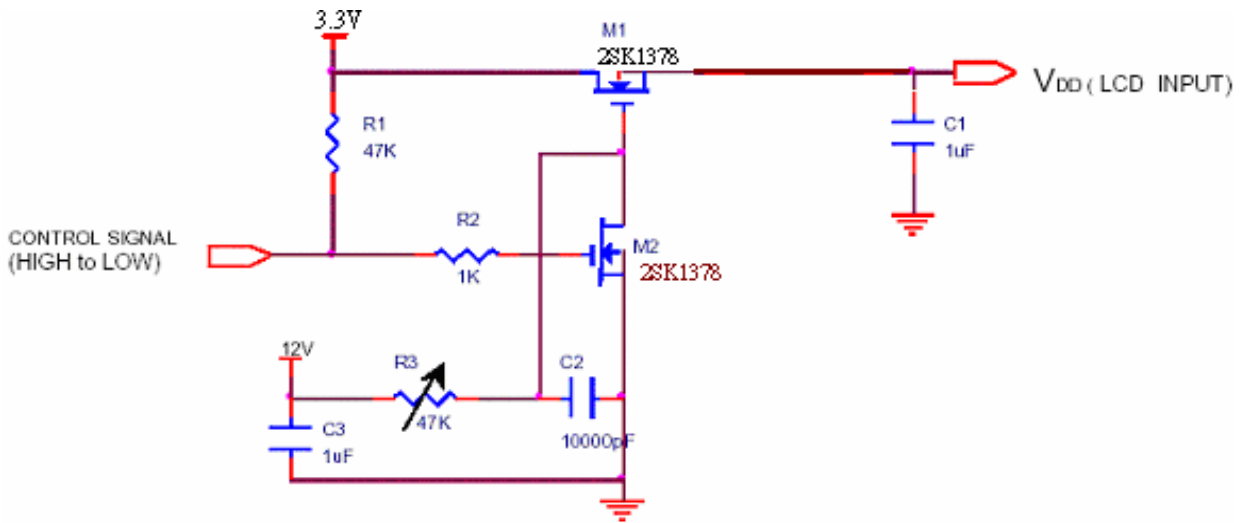 3.3V
M1
2SK1378
VDD ( LCD INPUT)
R1
47K
C1
1uF
CONTROL SIGNAL
(HIGH to LOW)
R2
1K
M2
2SK1378
12V
R3
47K
C2
10000pF
C3
1uF